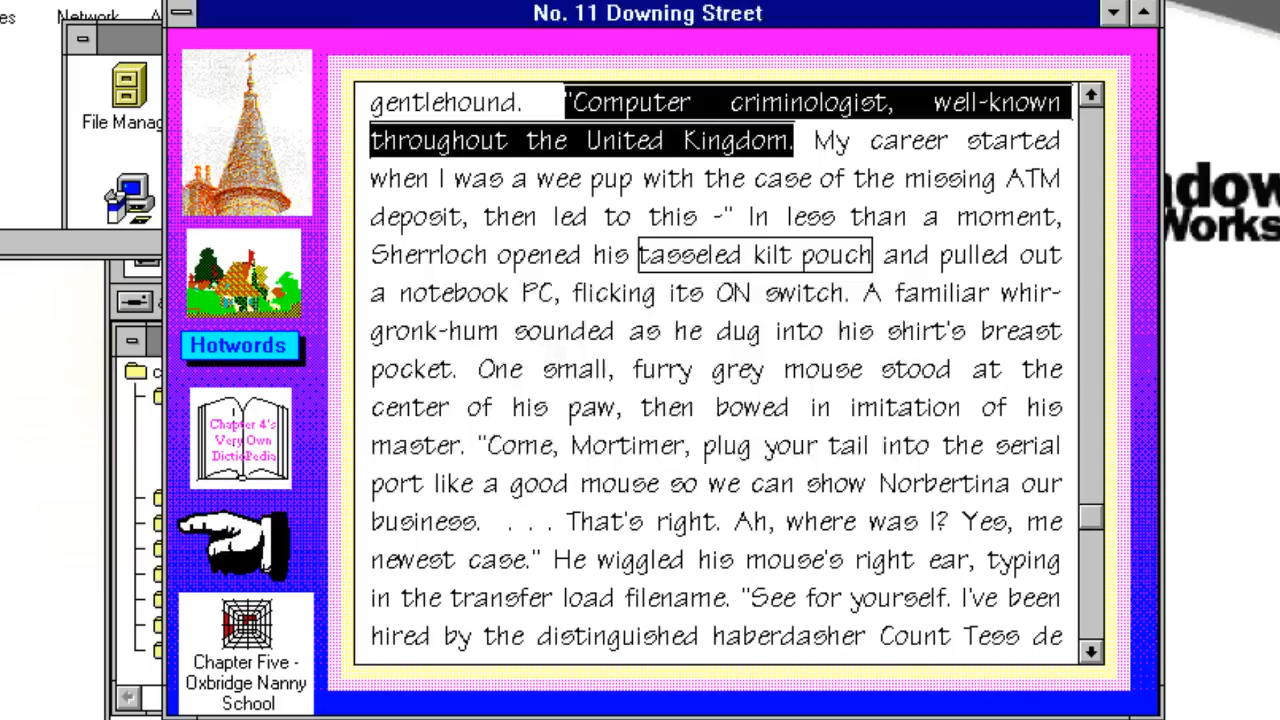 No. 11 Downing Street
Network
File Manag
gentlehound. "Computer criminologist, well-known
throughout the United Kingdom. My career started
when I was a wee pup with the case of the missing ATM
deposit, then led to this -" In less than a moment,
Sherrloch opened his tasseled kilt pouch and pulled out
a notebook PC, flicking its ON switch. A familiar whir-
gronk-hum sounded as he dug into his shirt's breast
pocket. One small, furry grey mouse stood at the
center of his paw, then bowed in imitation of his
master. "Come, Mortimer, plug your tail into the serial
port like a good mouse so we can show Norbertina our
business. . . . That's right. Ah, where was I? Yes, me
newest case." He wiggled his mouse's right ear, typing
in the transfer load filename. "See for yourself. I've been
hired by the distinguished haberdasher Count Tess de
Hotwords
Chapter 4's
Very Own
DictioPedia
Chapter Five -
Oxbridge Nanny
School
dow
Works